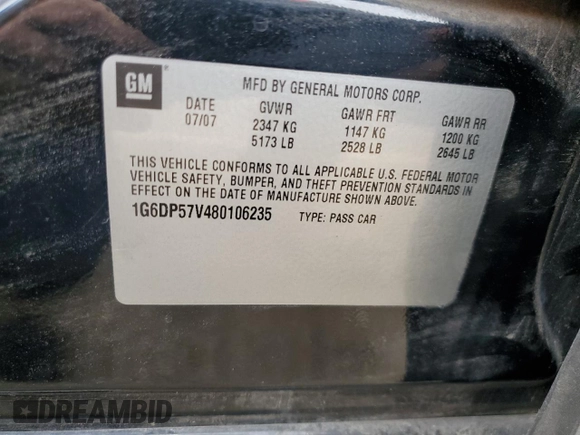 GM
MFD BY GENERAL MOTORS CORP.
DATE GVWR GAWR FRT GAWR RR
07/07 2347 KG 1147 KG 1200 KG
5173 LB 2528 LB 2645 LB
THIS VEHICLE CONFORMS TO ALL APPLICABLE U.S. FEDERAL MOTOR
VEHICLE SAFETY, BUMPER, AND THEFT PREVENTION STANDARDS IN
EFFECT ON THE DATE OF MANUFACTURE SHOWN ABOVE.
1G6DP57V480106235 TYPE: PASS CAR
DREAMBID